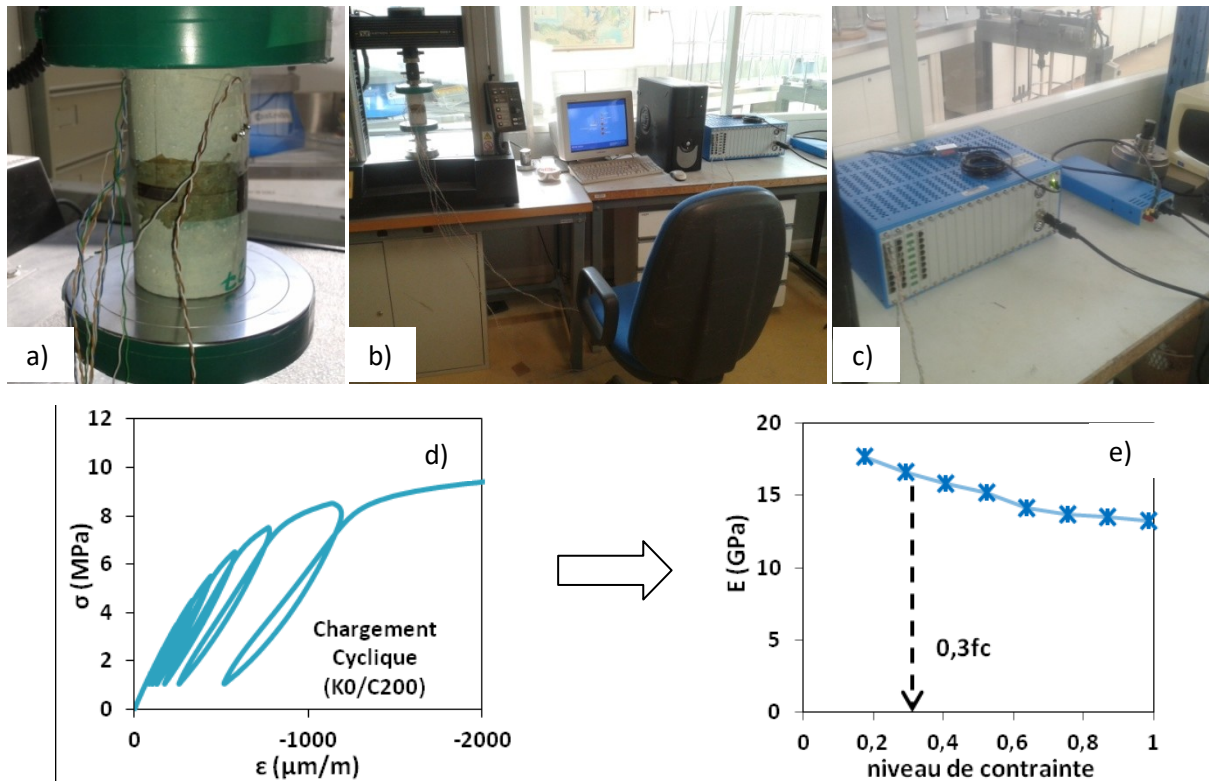 a)
b)
c)
12
10
8
6
4
2
0
σ (MPa)
d)
Chargement
Cyclique
(K0/C200)
0
-1000
-2000
ε (µm/m)
20
15
10
5
0
E (GPa)
e)
0,3fc
0
0,2
0,4
0,6
0,8
1
niveau de contrainte